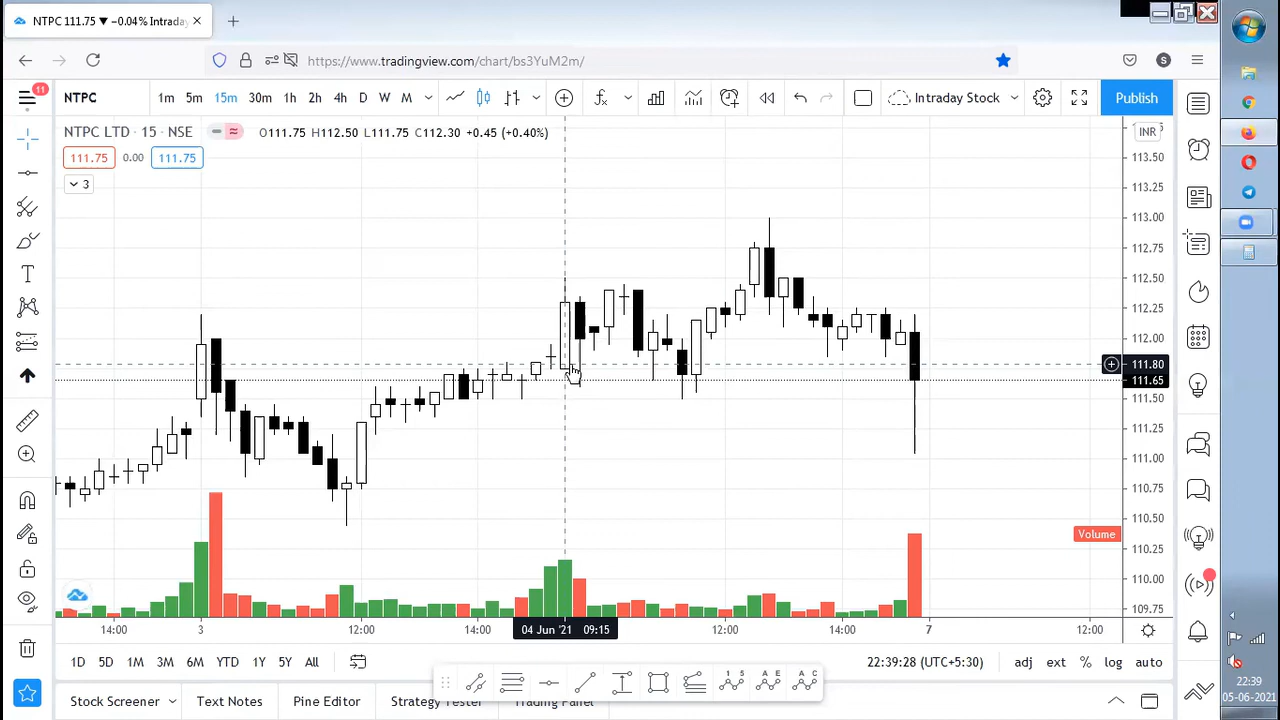 NTPC 111.75 ▼ −0.04% Intraday
https://www.tradingview.com/chart/bs3YuM2m/
S
11
NTPC 1m 5m 15m 30m 1h 2h 4h D W M Intraday Stock Publish
NTPC LTD · 15 · NSE O111.75 H112.50 L111.75 C112.30 +0.45 (+0.40%)
INR
111.75 0.00 111.75
3
113.50
113.25
113.00
112.75
112.50
112.25
112.00
111.80
111.65
111.50
111.25
111.00
110.75
110.50
Volume
110.25
110.00
109.75
14:00 3 12:00 14:00 04 Jun '21 09:15 12:00 14:00 7 12:00
1D 5D 1M 3M 6M YTD 1Y 5Y All 22:39:28 (UTC+5:30) adj ext % log auto
Stock Screener Text Notes Pine Editor Strategy Tester Trading Panel
22:39
05-06-2021